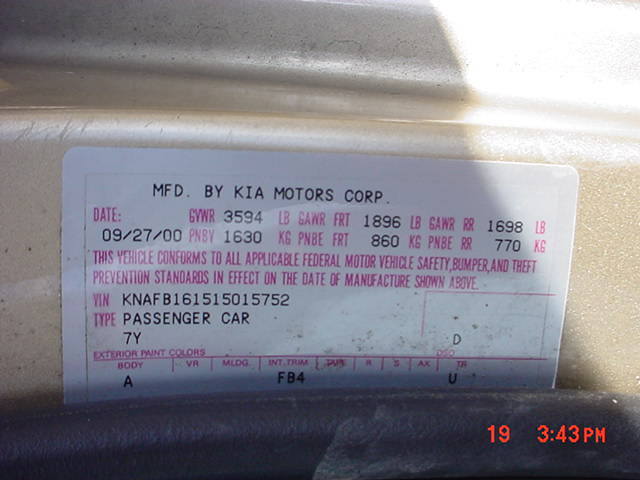 MFD. BY KIA MOTORS CORP.
DATE: GVWR 3594 LB GAWR FRT 1896 LB GAWR RR 1698 LB
09/27/00 PNBV 1630 KG PNBE FRT 860 KG PNBE RR 770 KG
THIS VEHICLE CONFORMS TO ALL APPLICABLE FEDERAL MOTOR VEHICLE SAFETY,BUMPER,AND THEFT
PREVENTION STANDARDS IN EFFECT ON THE DATE OF MANUFACTURE SHOWN ABOVE.
VIN KNAFB161515015752
TYPE PASSENGER CAR
7Y D
EXTERIOR PAINT COLORS DSO
BODY VR MLDG. INT.TRIM TAPE R S AX TR
A FB4 U
19 3:43PM